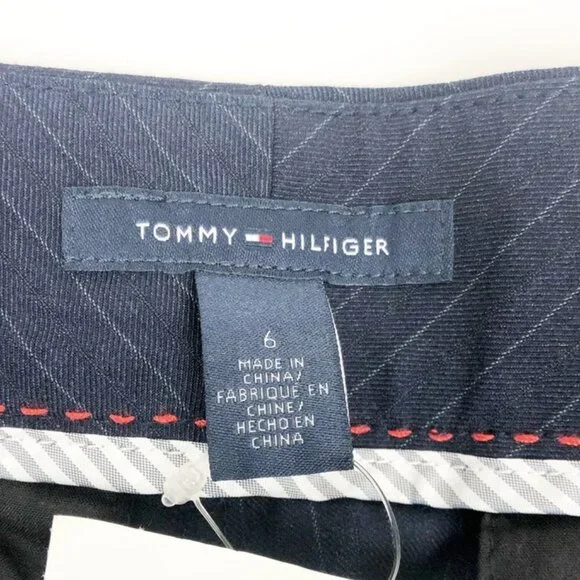 TOMMY HILFIGER
6
MADE IN
CHINA/
FABRIQUE EN
CHINE/
HECHO EN
CHINA